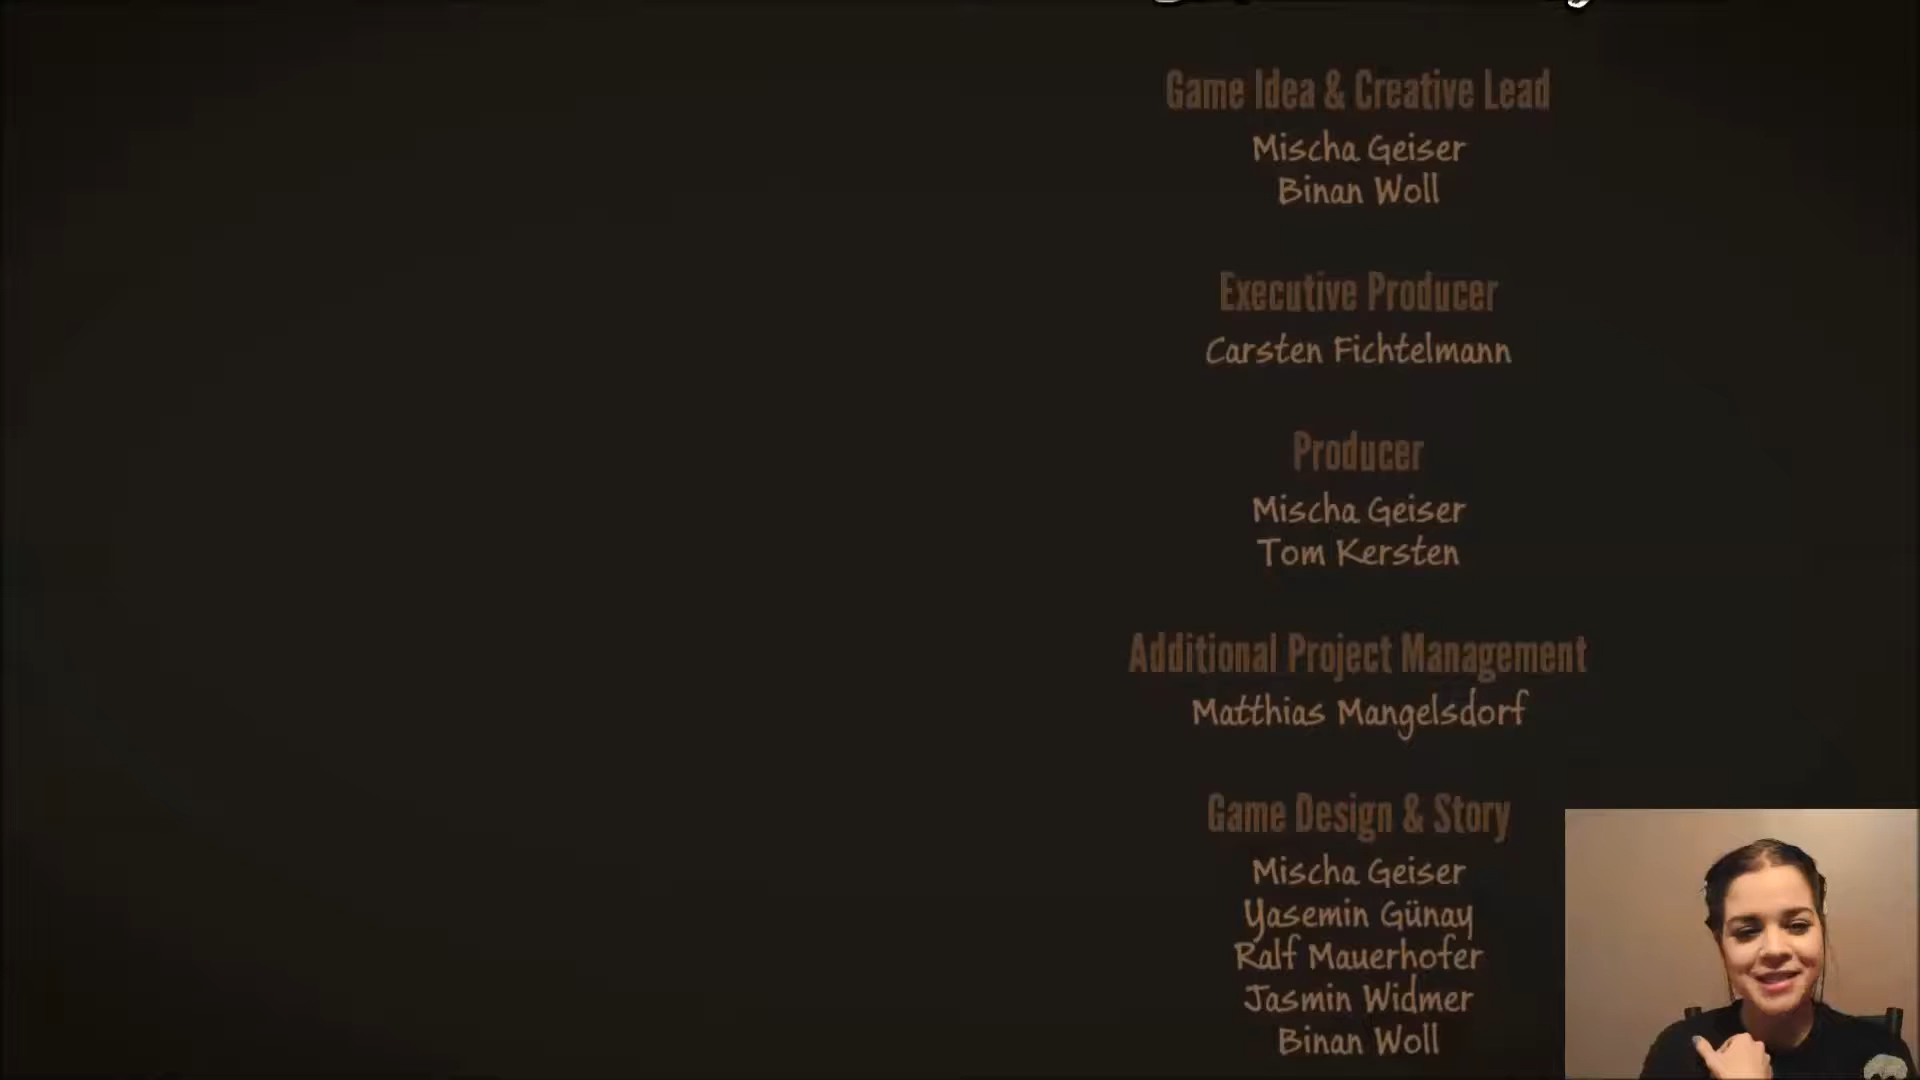 Game Idea & Creative Lead
Mischa Geiser
Binan Woll
Executive Producer
Carsten Fichtelmann
Producer
Mischa Geiser
Tom Kersten
Additional Project Management
Matthias Mangelsdorf
Game Design & Story
Mischa Geiser
Yasemin Günay
Ralf Mauerhofer
Jasmin Widmer
Binan Woll